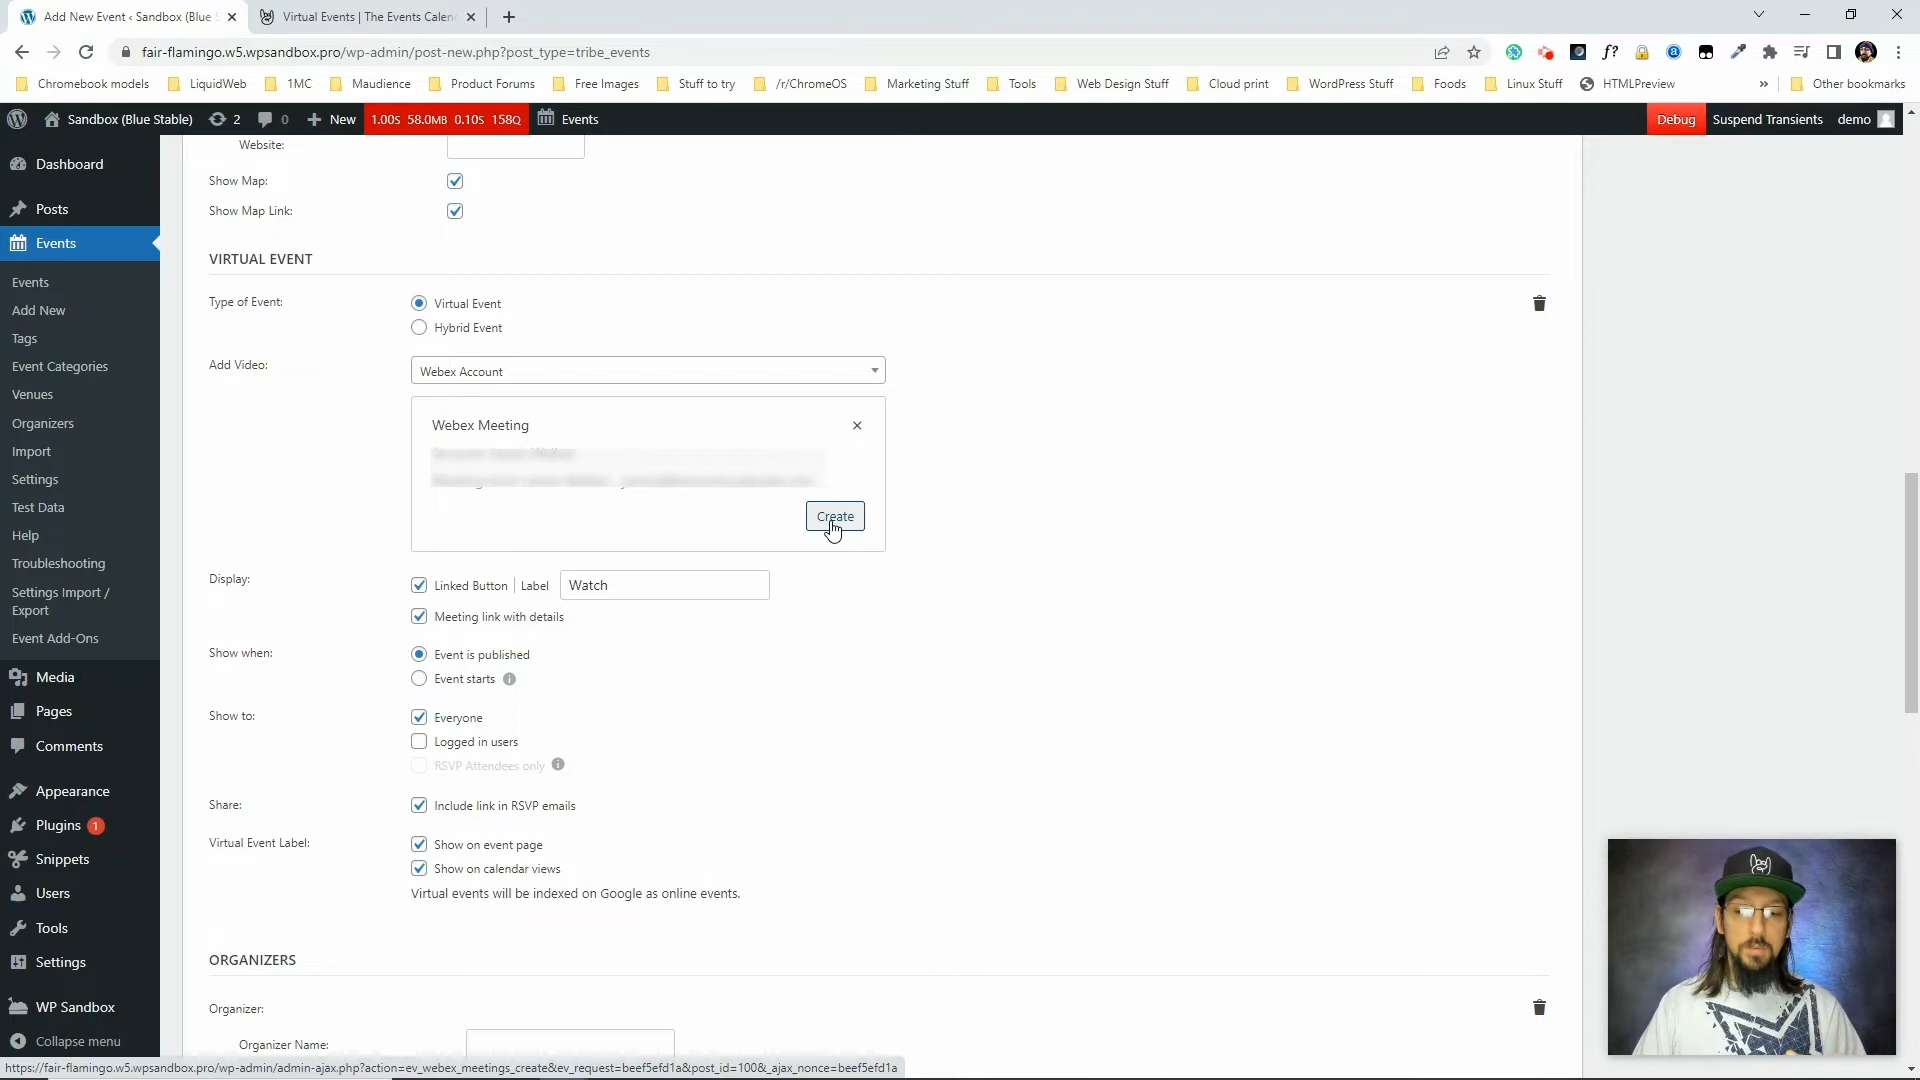 Add New Event ‹ Sandbox (Blue S
Virtual Events | The Events Calen
fair-flamingo.w5.wpsandbox.pro/wp-admin/post-new.php?post_type=tribe_events
f?
Chromebook models
LiquidWeb
1MC
Maudience
Product Forums
Free Images
Stuff to try
/r/ChromeOS
Marketing Stuff
Tools
Web Design Stuff
Cloud print
WordPress Stuff
Foods
Linux Stuff
HTMLPreview
»
Other bookmarks
Sandbox (Blue Stable)
2
0
New
1.00S 58.0MB 0.10S 158Q
Events
Debug
Suspend Transients
demo
Dashboard
Posts
Events
Events
Add New
Tags
Event Categories
Venues
Organizers
Import
Settings
Test Data
Help
Troubleshooting
Settings Import /
Export
Event Add-Ons
Media
Pages
Comments
Appearance
Plugins 1
Snippets
Users
Tools
Settings
WP Sandbox
Collapse menu
Website:
Show Map:
Show Map Link:
VIRTUAL EVENT
Type of Event:
Virtual Event
Hybrid Event
Add Video:
Webex Account
Webex Meeting
Create
Display:
Linked Button | Label
Watch
Meeting link with details
Show when:
Event is published
Event starts
Show to:
Everyone
Logged in users
RSVP Attendees only
Share:
Include link in RSVP emails
Virtual Event Label:
Show on event page
Show on calendar views
Virtual events will be indexed on Google as online events.
ORGANIZERS
Organizer:
Organizer Name:
https://fair-flamingo.w5.wpsandbox.pro/wp-admin/admin-ajax.php?action=ev_webex_meetings_create&ev_request=beef5efd1a&post_id=100&_ajax_nonce=beef5efd1a